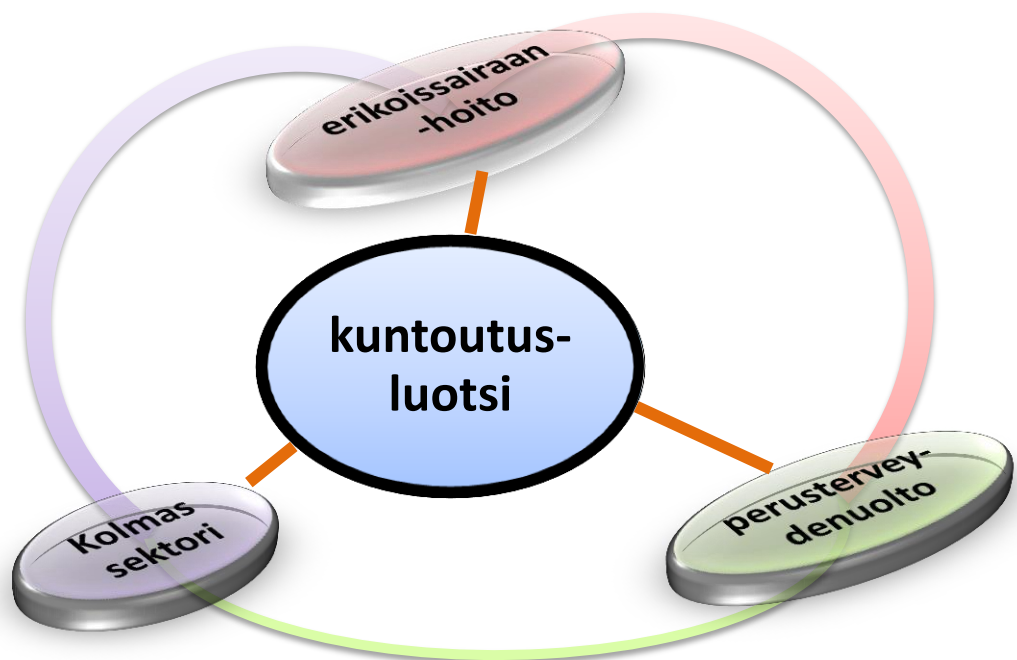 erikoissairaan
-hoito
kuntoutus-
luotsi
Kolmas
sektori
perustervey-
denuolto